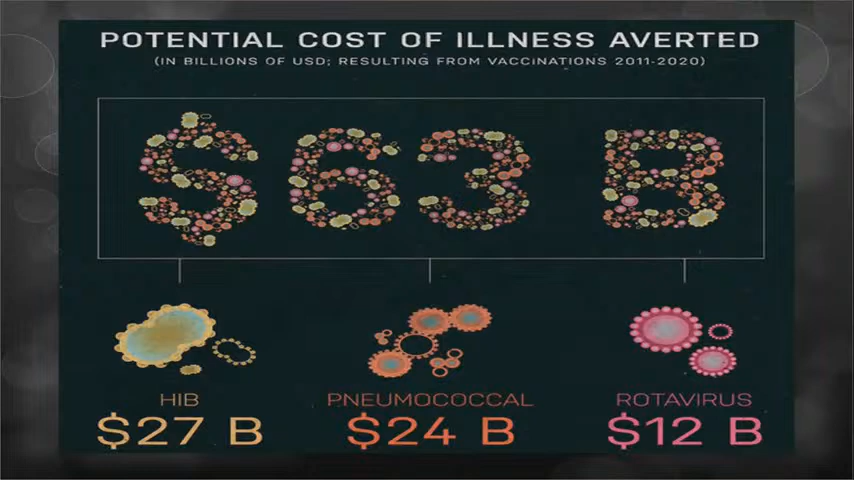 POTENTIAL COST OF ILLNESS AVERTED
(IN BILLIONS OF USD; RESULTING FROM VACCINATIONS 2011-2020)
$63 B
HIB PNEUMOCOCCAL ROTAVIRUS
$27 B $24 B $12 B